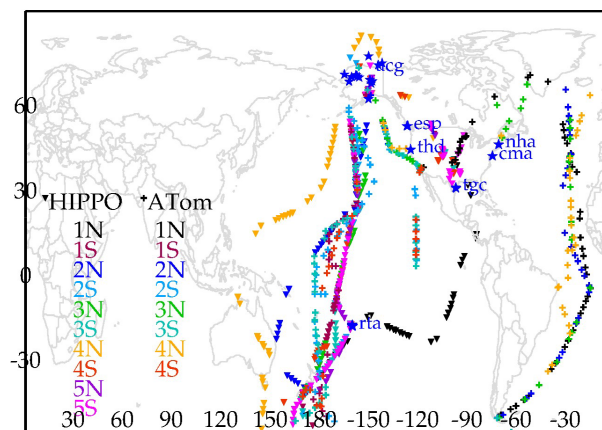 acg
60
esp
nha
thd
cma
30
tgc
HIPPO ATom
1N 1N
1S 1S
2N 2N
0
2S 2S
3N 3N
rta
3S 3S
-30
4N 4N
4S 4S
5N
5S
30 60 90 120 150 180 -150 -120 -90 -60 -30